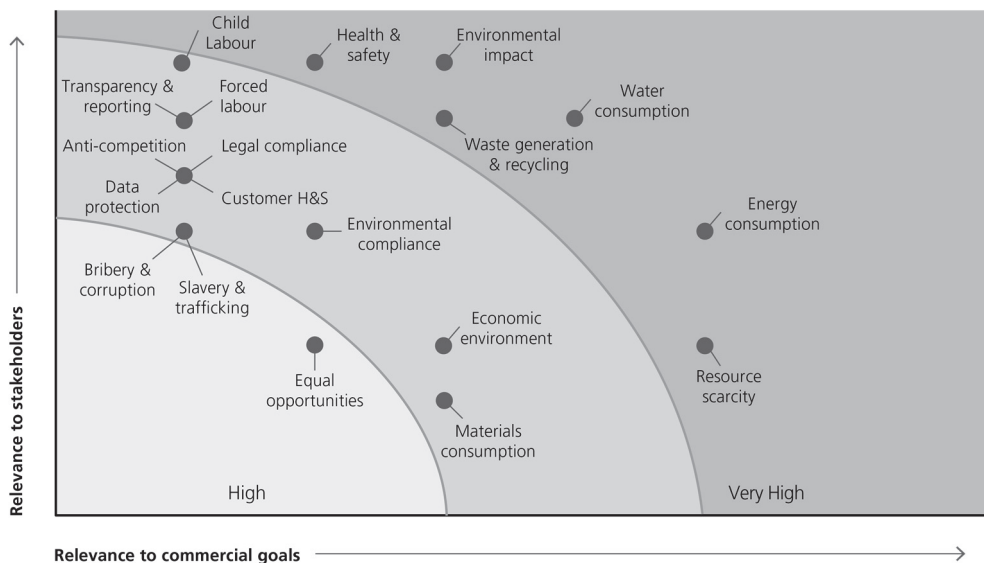 Child
Labour
Health &
safety
Environmental
impact
Transparency &
reporting
Forced
labour
Water
consumption
Anti-competition
Legal compliance
Waste generation
& recycling
Data
protection
Customer H&S
Environmental
compliance
Energy
consumption
Bribery &
corruption
Slavery &
trafficking
Economic
environment
Equal
opportunities
Resource
scarcity
Materials
consumption
High
Very High
Relevance to stakeholders
Relevance to commercial goals